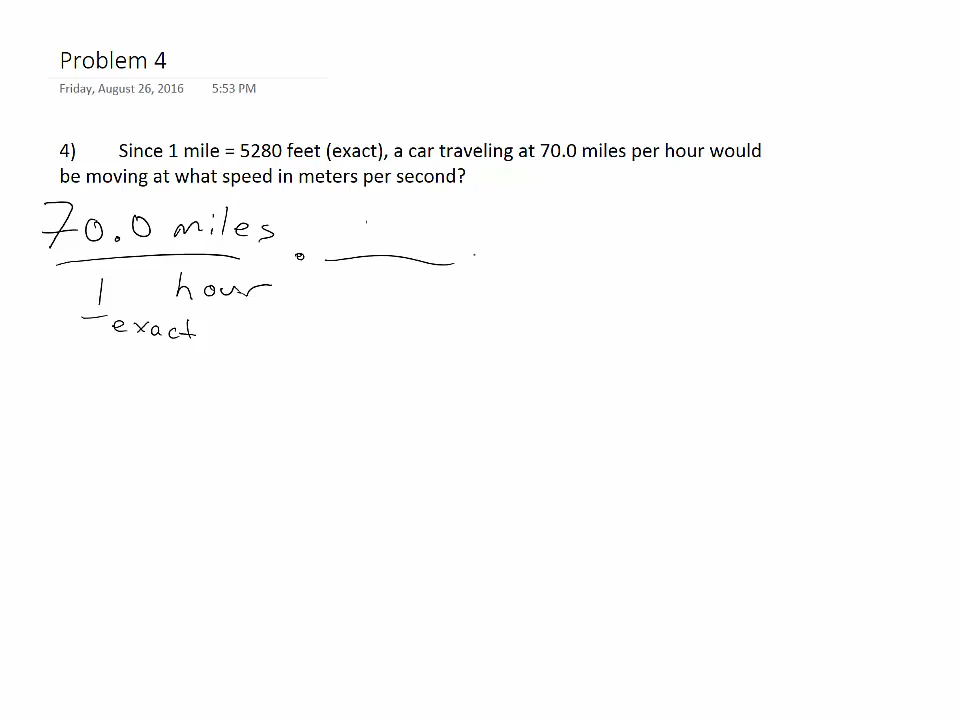 Problem 4
Friday, August 26, 2016 5:53 PM
4) Since 1 mile = 5280 feet (exact), a car traveling at 70.0 miles per hour would
be moving at what speed in meters per second?
70.0 miles
1 hour
exact